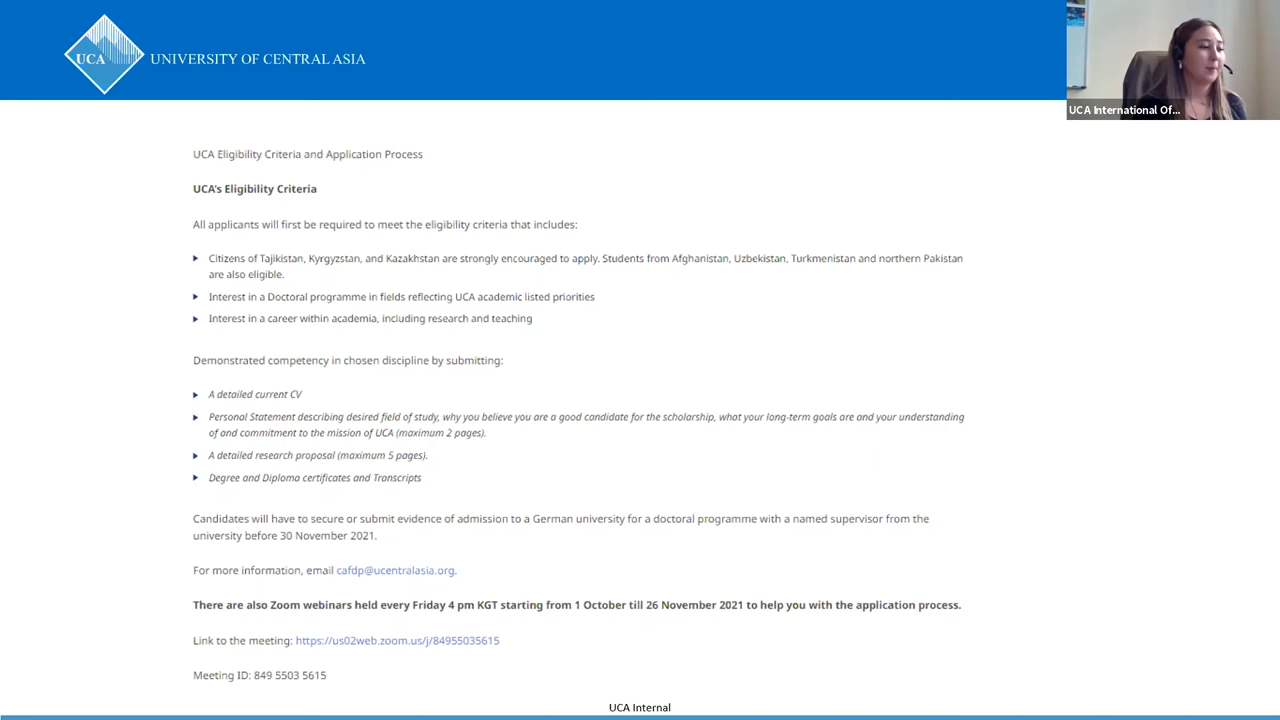 UCA
UNIVERSITY OF CENTRAL ASIA
UCA International Of...
UCA Eligibility Criteria and Application Process
UCA's Eligibility Criteria
All applicants will first be required to meet the eligibility criteria that includes:
Citizens of Tajikistan, Kyrgyzstan, and Kazakhstan are strongly encouraged to apply. Students from Afghanistan, Uzbekistan, Turkmenistan and northern Pakistan
are also eligible.
Interest in a Doctoral programme in fields reflecting UCA academic listed priorities
Interest in a career within academia, including research and teaching
Demonstrated competency in chosen discipline by submitting:
A detailed current CV
Personal Statement describing desired field of study, why you believe you are a good candidate for the scholarship, what your long-term goals are and your understanding
of and commitment to the mission of UCA (maximum 2 pages).
A detailed research proposal (maximum 5 pages).
Degree and Diploma certificates and Transcripts
Candidates will have to secure or submit evidence of admission to a German university for a doctoral programme with a named supervisor from the
university before 30 November 2021.
For more information, email cafdp@ucentralasia.org.
There are also Zoom webinars held every Friday 4 pm KGT starting from 1 October till 26 November 2021 to help you with the application process.
Link to the meeting: https://us02web.zoom.us/j/84955035615
Meeting ID: 849 5503 5615
UCA Internal